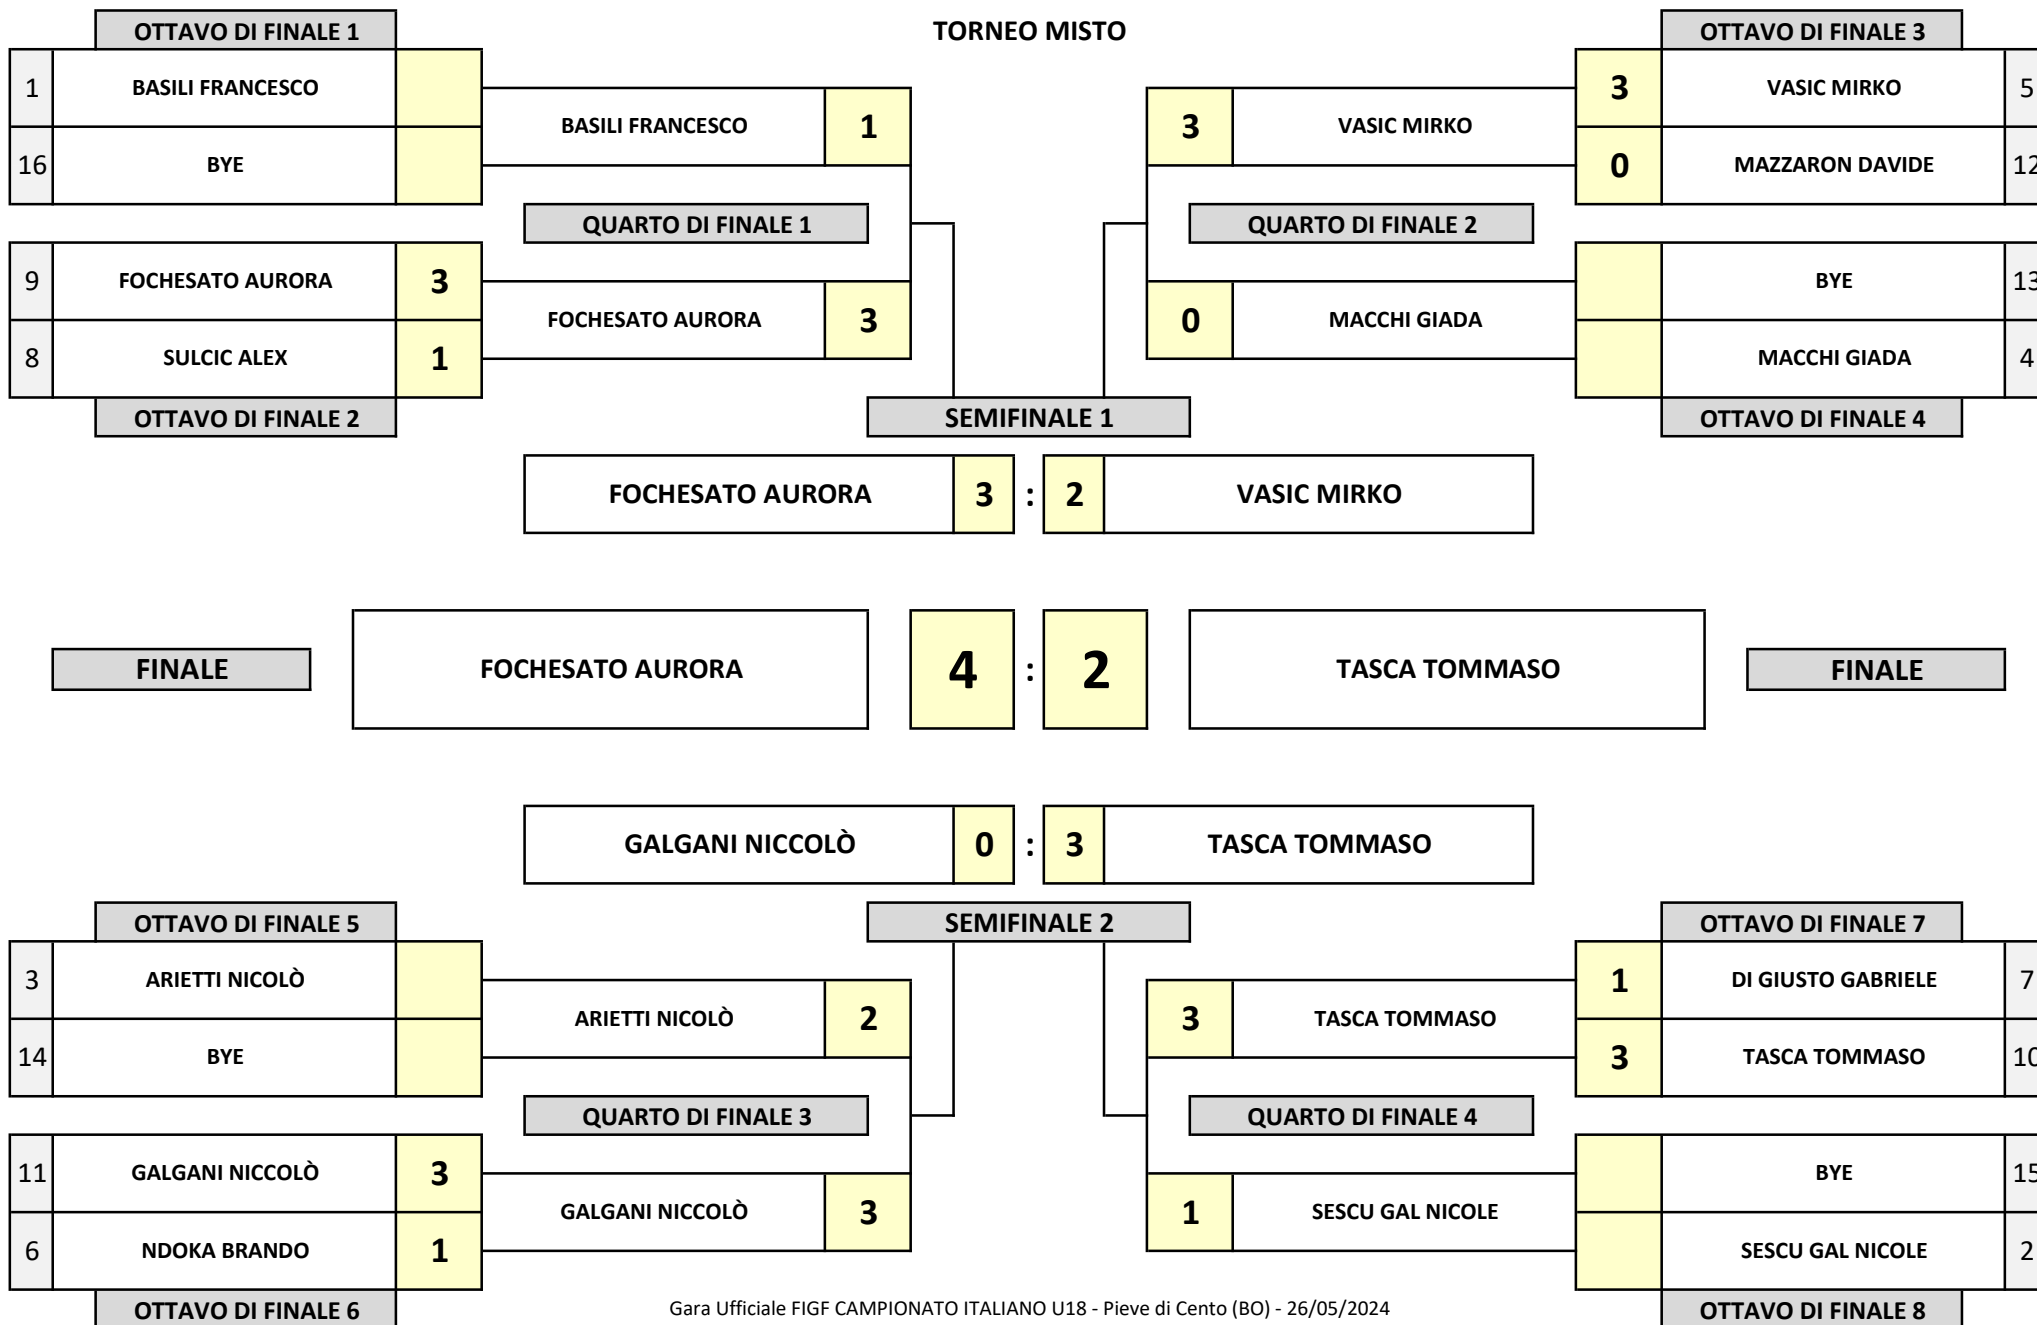 OTTAVO DI FINALE 1 TORNEO MISTO OTTAVO DI FINALE 3
1 BASILI FRANCESCO 3 VASIC MIRKO 5
BASILI FRANCESCO 1 3 VASIC MIRKO
16 BYE 0 MAZZARON DAVIDE 12
QUARTO DI FINALE 1 QUARTO DI FINALE 2
9 FOCHESATO AURORA 3 BYE 13
FOCHESATO AURORA 3 0 MACCHI GIADA
8 SULCIC ALEX 1 MACCHI GIADA 4
OTTAVO DI FINALE 2 SEMIFINALE 1 OTTAVO DI FINALE 4
FOCHESATO AURORA 3 : 2 VASIC MIRKO
FINALE FOCHESATO AURORA 4 : 2 TASCA TOMMASO FINALE
GALGANI NICCOLÒ 0 : 3 TASCA TOMMASO
OTTAVO DI FINALE 5 SEMIFINALE 2 OTTAVO DI FINALE 7
3 ARIETTI NICOLÒ 1 DI GIUSTO GABRIELE 7
ARIETTI NICOLÒ 2 3 TASCA TOMMASO
14 BYE 3 TASCA TOMMASO 10
QUARTO DI FINALE 3 QUARTO DI FINALE 4
11 GALGANI NICCOLÒ 3 BYE 15
GALGANI NICCOLÒ 3 1 SESCU GAL NICOLE
6 NDOKA BRANDO 1 SESCU GAL NICOLE 2
OTTAVO DI FINALE 6 Gara Ufficiale FIGF CAMPIONATO ITALIANO U18 - Pieve di Cento (BO) - 26/05/2024 OTTAVO DI FINALE 8